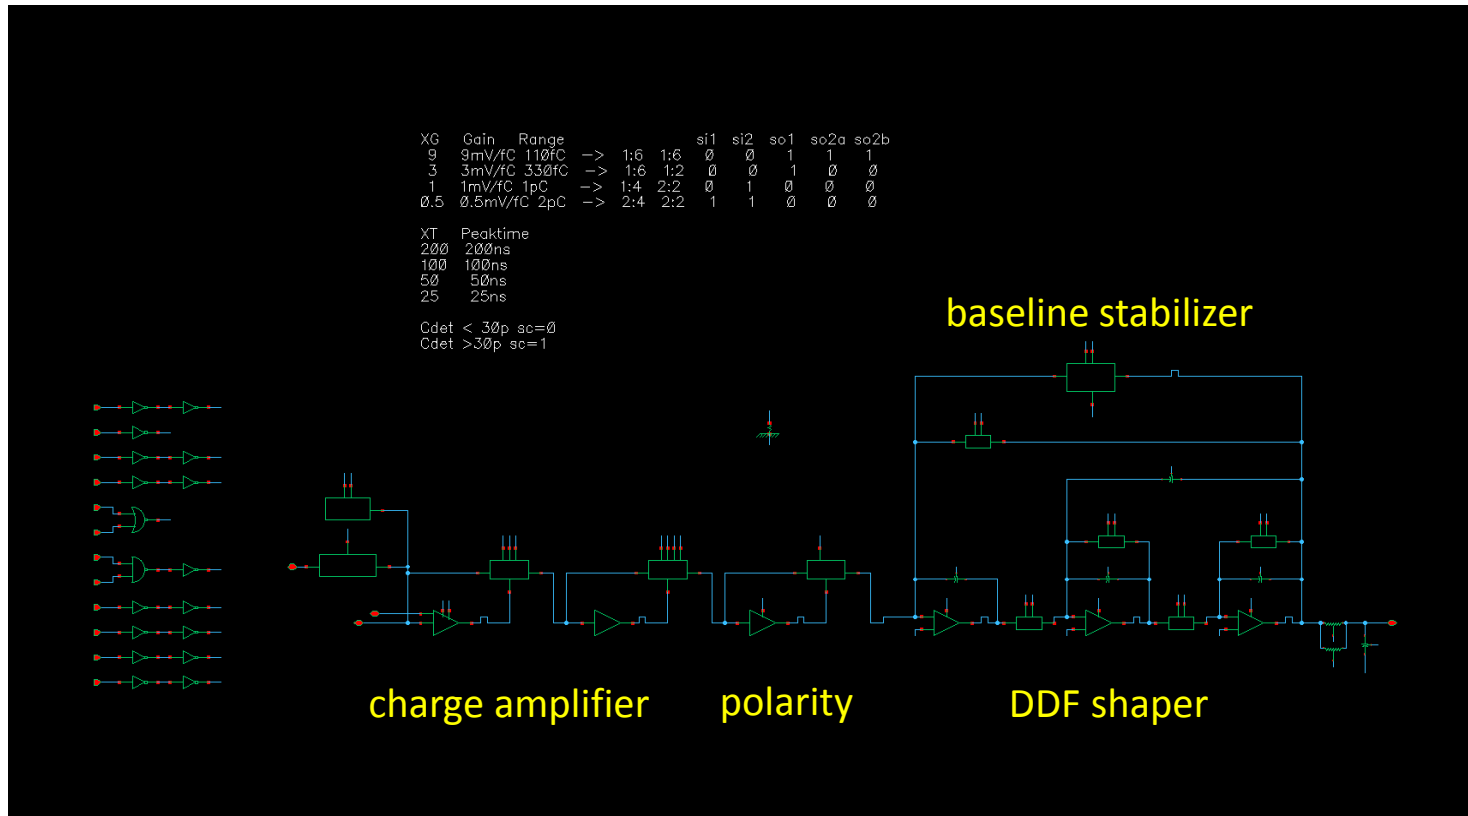 XG Gain Range si1 si2 so1 so2a so2b
9 9mV/fC 110fC -> 1:6 1:6 0 0 1 1 1
3 3mV/fC 330fC -> 1:6 1:2 0 0 1 0 0
1 1mV/fC 1pC -> 1:4 2:2 0 1 0 0 0
0.5 0.5mV/fC 2pC -> 2:4 2:2 1 1 0 0 0
XT Peaktime
200 200ns
100 100ns
50 50ns
25 25ns
Cdet < 30p sc=0
Cdet >30p sc=1
baseline stabilizer
charge amplifier
polarity
DDF shaper